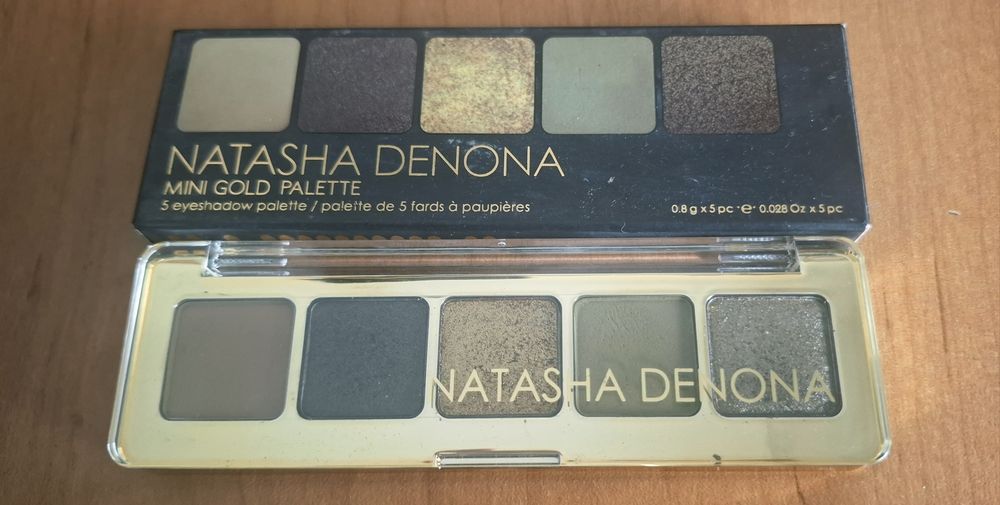 NATASHA DENONA
MINI GOLD PALETTE
5 eyeshadow palette / palette de 5 fards à paupières
0.8 g x 5 pc ℮ 0.028 Oz x 5 pc
NATASHA DENONA